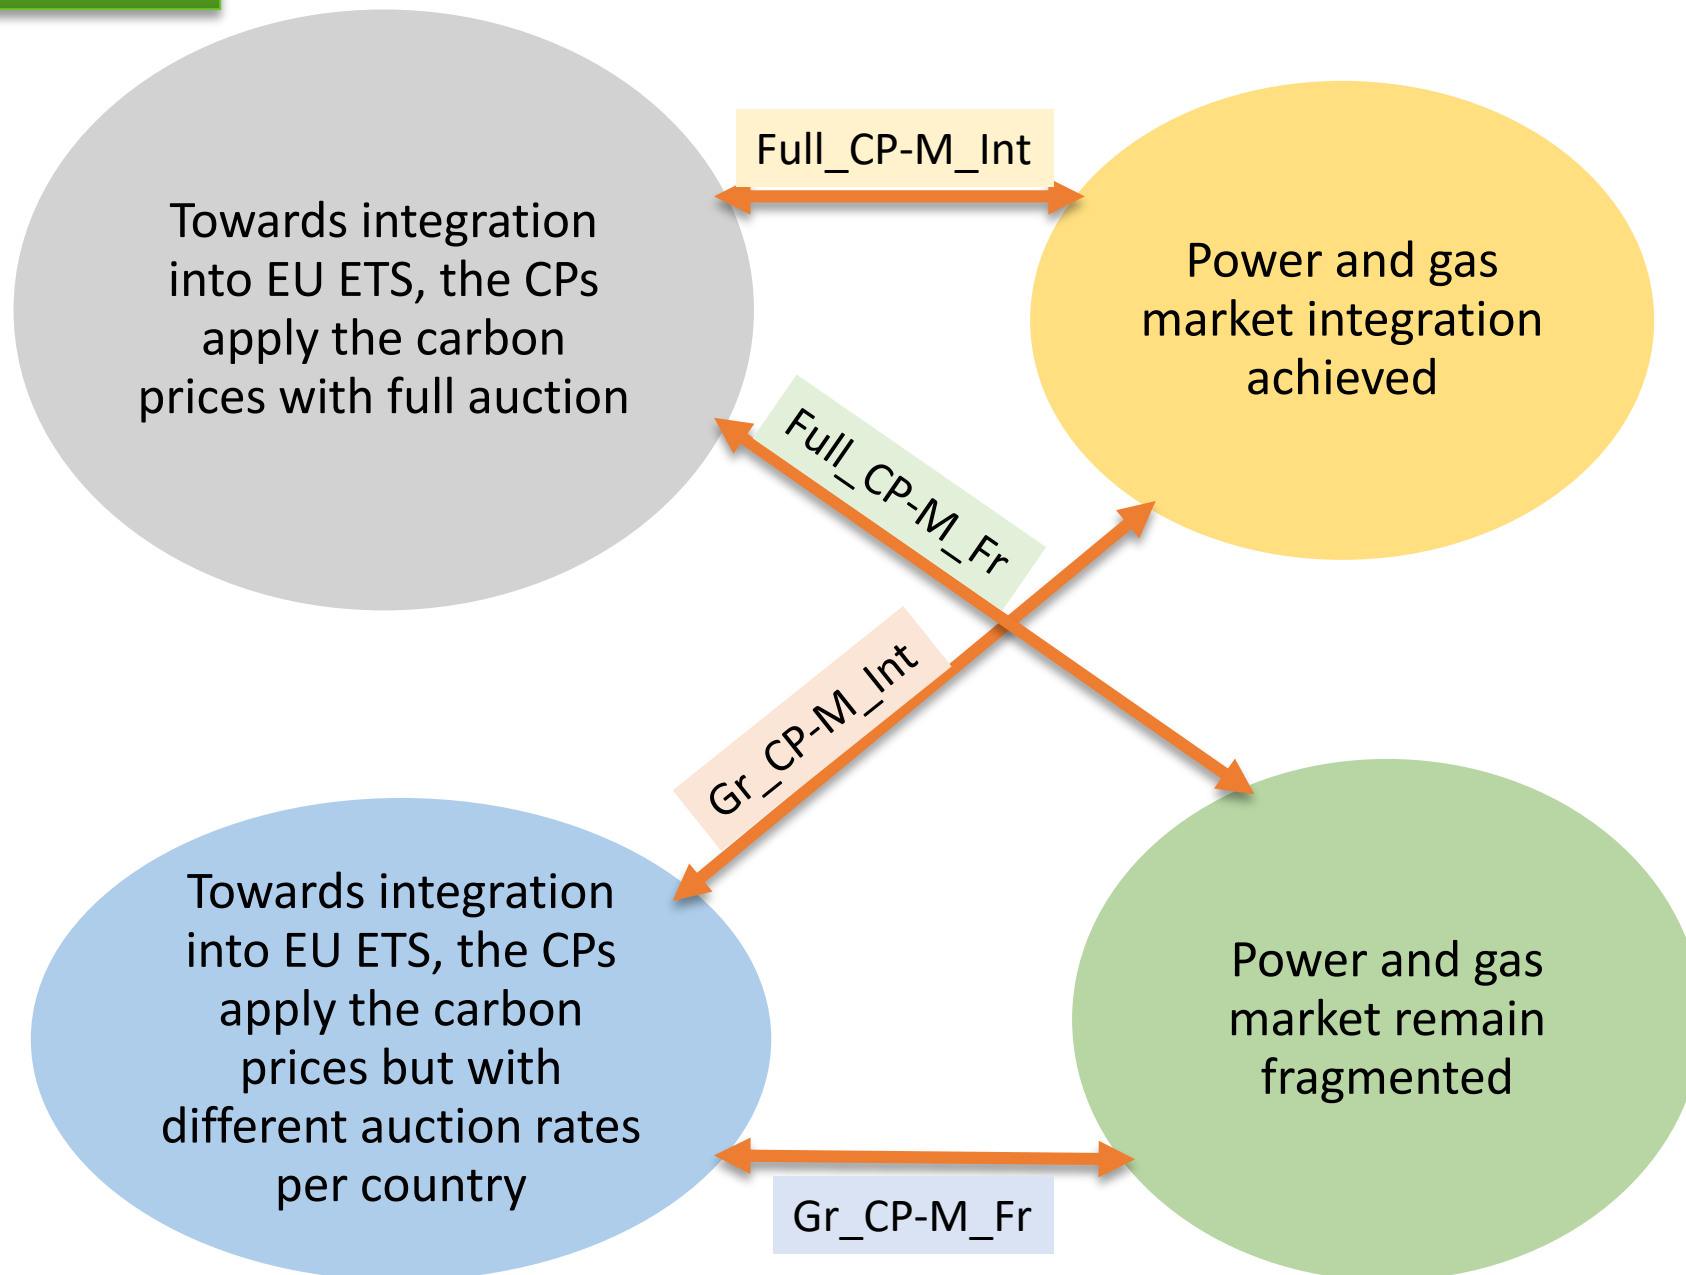 Full_CP-M_Int
Towards integration
into EU ETS, the CPs
apply the carbon
prices with full auction
Power and gas
market integration
achieved
Full_CP-M_Fr
Gr_CP-M_Int
Towards integration
into EU ETS, the CPs
apply the carbon
prices but with
different auction rates
per country
Power and gas
market remain
fragmented
Gr_CP-M_Fr